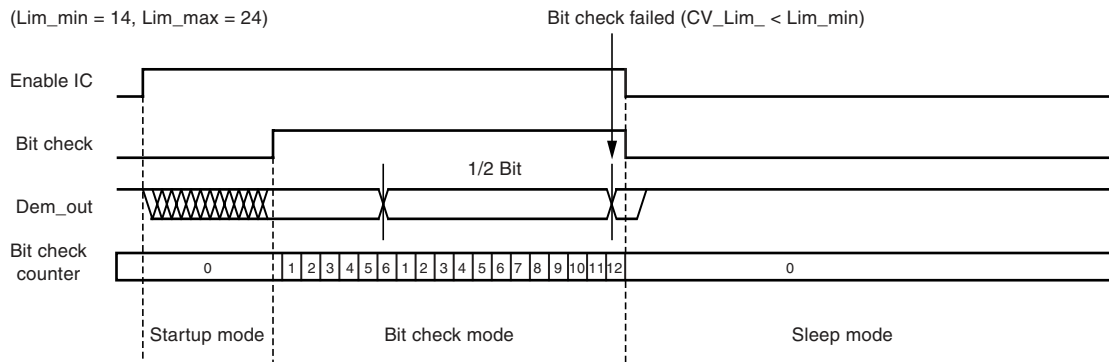 (Lim_min = 14, Lim_max = 24)
Bit check failed (CV_Lim_ < Lim_min)
Enable IC
Bit check
1/2 Bit
Dem_out
Bit check
counter
0 1 2 3 4 5 6 1 2 3 4 5 6 7 8 9 10 11 12 0
Startup mode Bit check mode Sleep mode